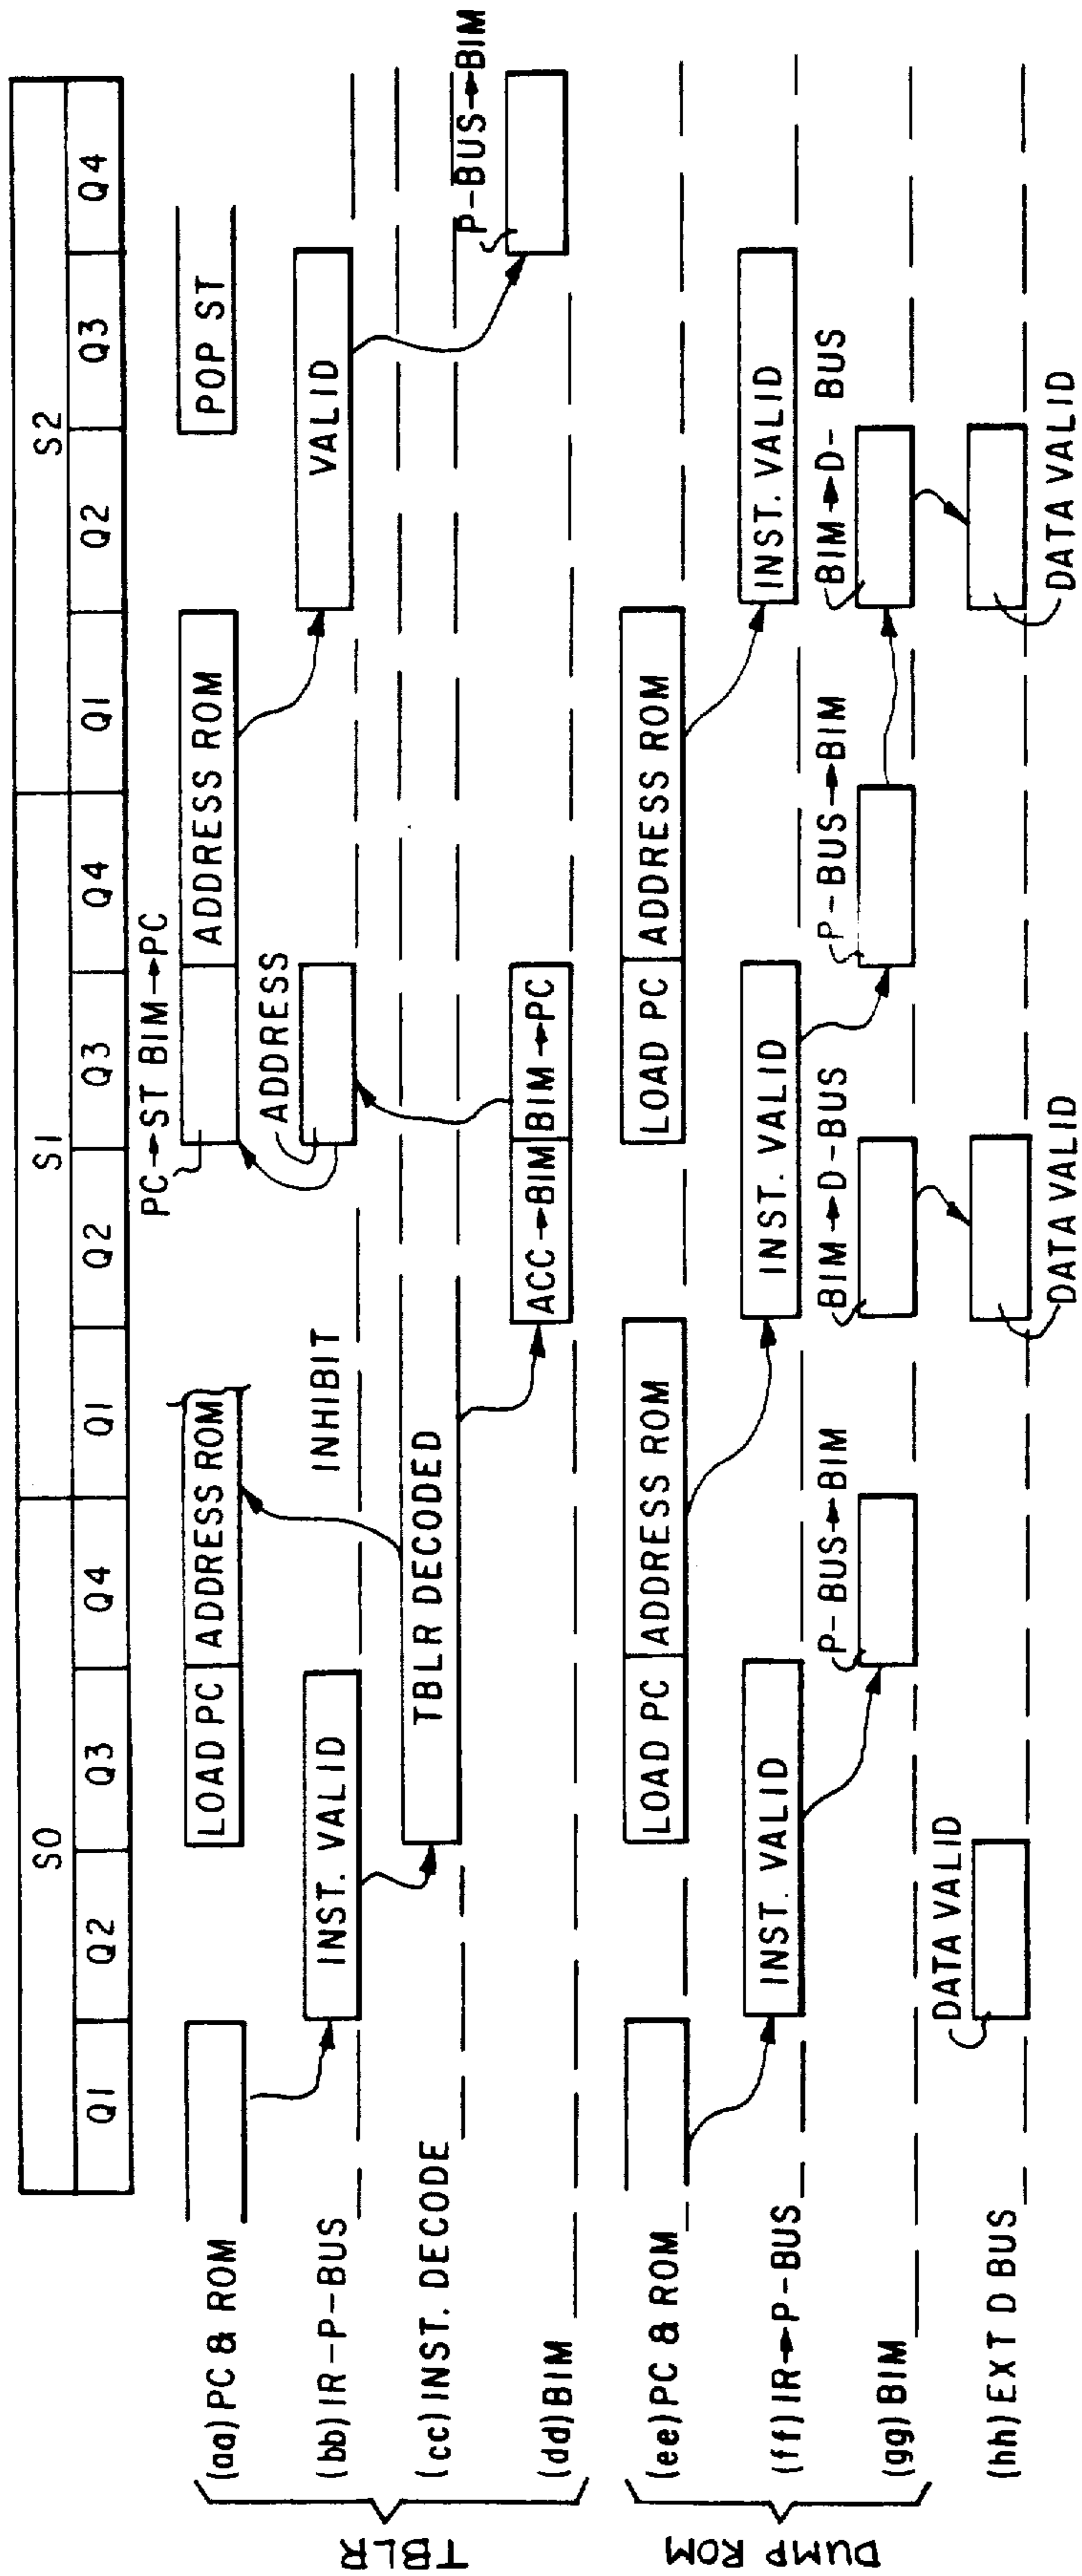 S0 S1 S2
Q1 Q2 Q3 Q4 Q1 Q2 Q3 Q4 Q1 Q2 Q3 Q4
PC→ST BIM→PC
TBLR
(aa) PC & ROM
LOAD PC ADDRESS ROM
ADDRESS ROM
POP ST
(bb) IR-P-BUS
INST. VALID
INHIBIT
ADDRESS
VALID
(cc) INST. DECODE
TBLR DECODED
(dd) BIM
ACC→BIM BIM→PC
P-BUS→BIM
DUMP ROM
(ee) PC & ROM
LOAD PC ADDRESS ROM
LOAD PC ADDRESS ROM
(ff) IR→P-BUS
INST. VALID
INST. VALID
INST. VALID
(gg) BIM
P-BUS→BIM
BIM→D-BUS
P-BUS→BIM
BIM→D- BUS
(hh) EXT D BUS
DATA VALID
DATA VALID
DATA VALID